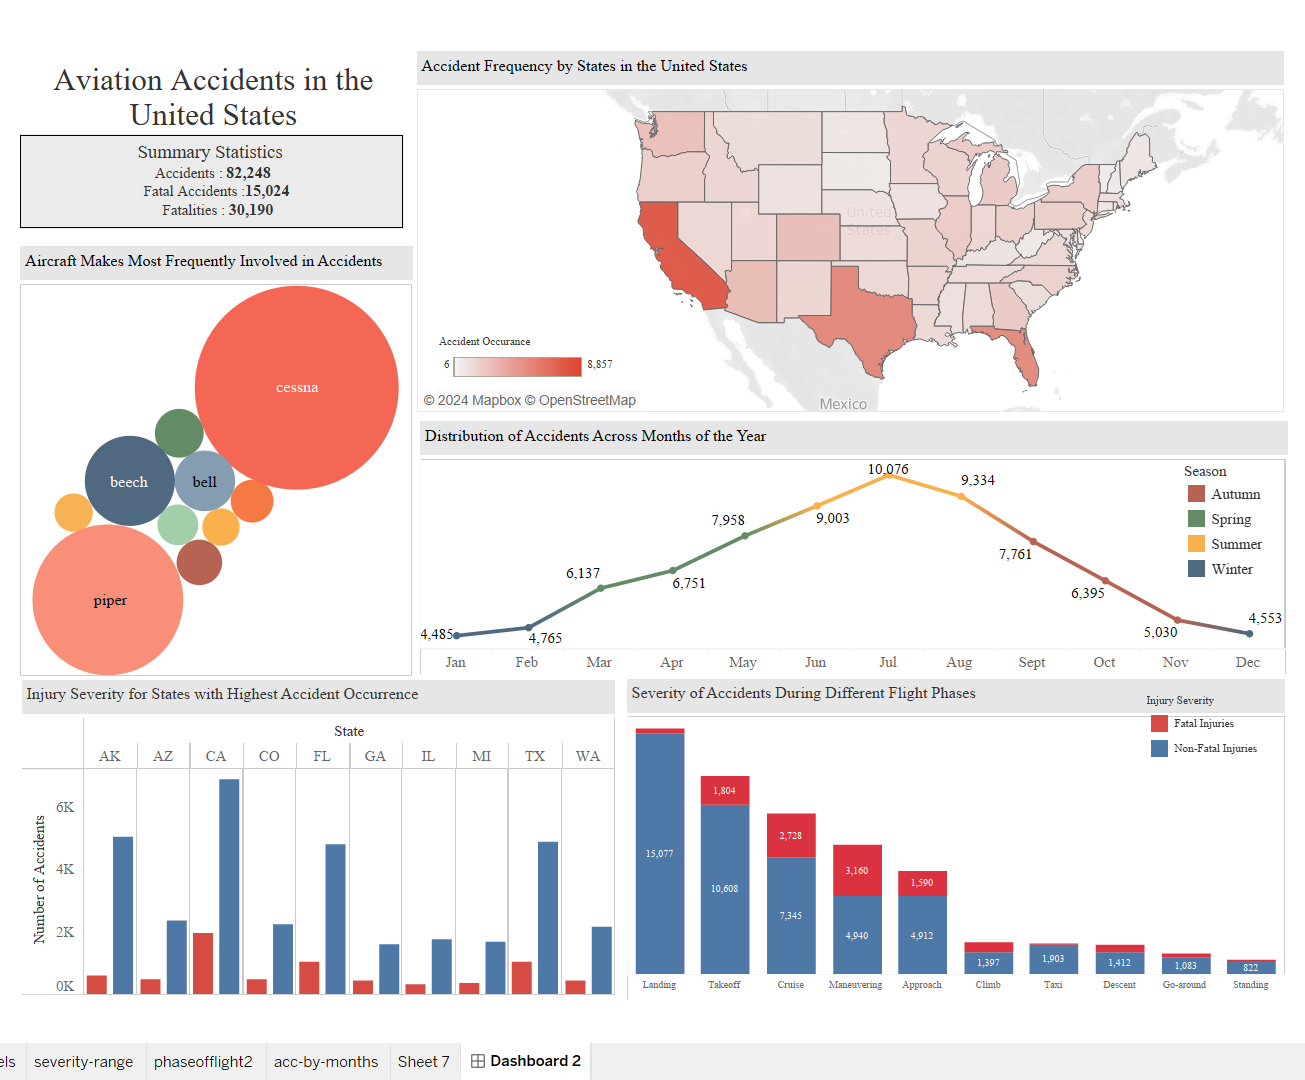 Aviation Accidents in the
United States
Summary Statistics
Accidents : 82,248
Fatal Accidents :15,024
Fatalities : 30,190
Aircraft Makes Most Frequently Involved in Accidents
cessna
beech
bell
piper
Accident Frequency by States in the United States
United
States
Accident Occurance
6
8,857
© 2024 Mapbox © OpenStreetMap
Mexico
Distribution of Accidents Across Months of the Year
Season
Autumn
Spring
Summer
Winter
4,485
4,765
6,137
6,751
7,958
9,003
10,076
9,334
7,761
6,395
5,030
4,553
Jan Feb Mar Apr May Jun Jul Aug Sept Oct Nov Dec
Injury Severity for States with Highest Accident Occurrence
State
AK AZ CA CO FL GA IL MI TX WA
Number of Accidents
6K
4K
2K
0K
Severity of Accidents During Different Flight Phases
Injury Severity
Fatal Injuries
Non-Fatal Injuries
15,077
1,804
10,608
2,728
7,345
3,160
4,940
1,590
4,912
1,397
1,903
1,412
1,083
822
Landing Takeoff Cruise Maneuvering Approach Climb Taxi Descent Go-around Standing
els severity-range phaseofflight2 acc-by-months Sheet 7 Dashboard 2